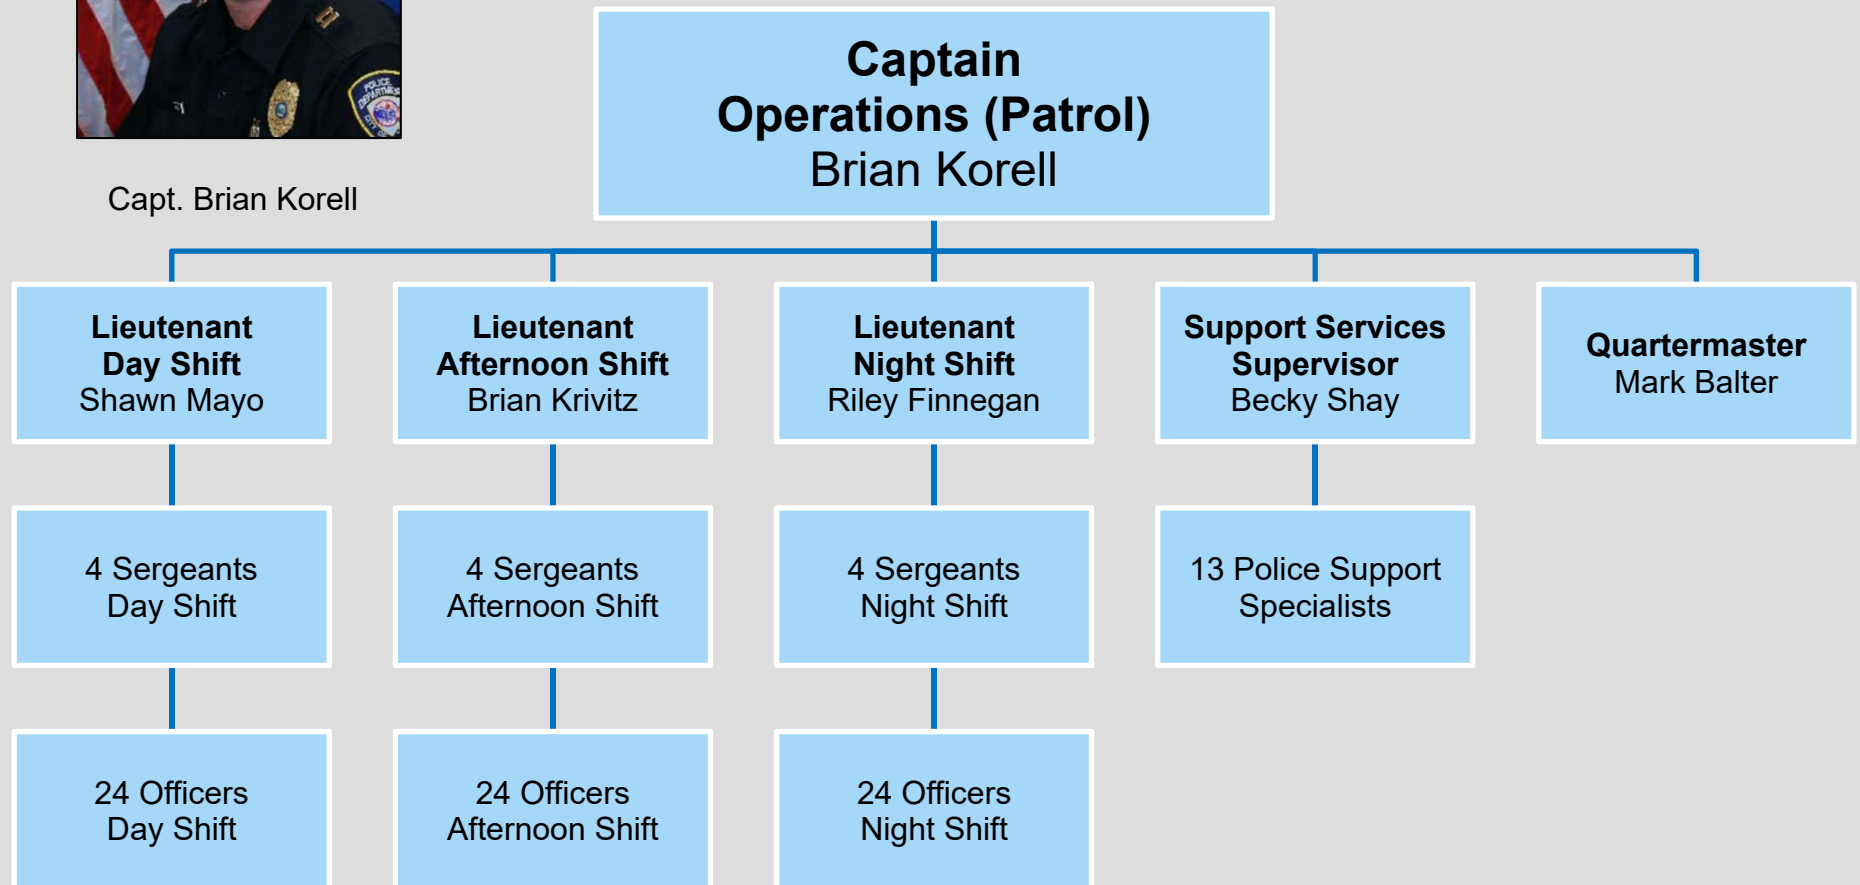 POLICE
DEPARTMENT
Capt. Brian Korell
Captain
Operations (Patrol)
Brian Korell
Lieutenant
Day Shift
Shawn Mayo
Lieutenant
Afternoon Shift
Brian Krivitz
Lieutenant
Night Shift
Riley Finnegan
Support Services
Supervisor
Becky Shay
Quartermaster
Mark Balter
4 Sergeants
Day Shift
4 Sergeants
Afternoon Shift
4 Sergeants
Night Shift
13 Police Support
Specialists
24 Officers
Day Shift
24 Officers
Afternoon Shift
24 Officers
Night Shift